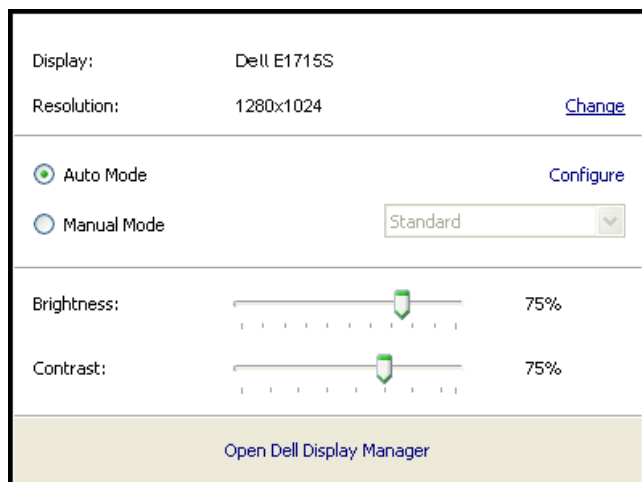 Display: Dell E1715S
Resolution: 1280x1024 Change
Auto Mode Configure
Manual Mode Standard
Brightness: 75%
Contrast: 75%
Open Dell Display Manager